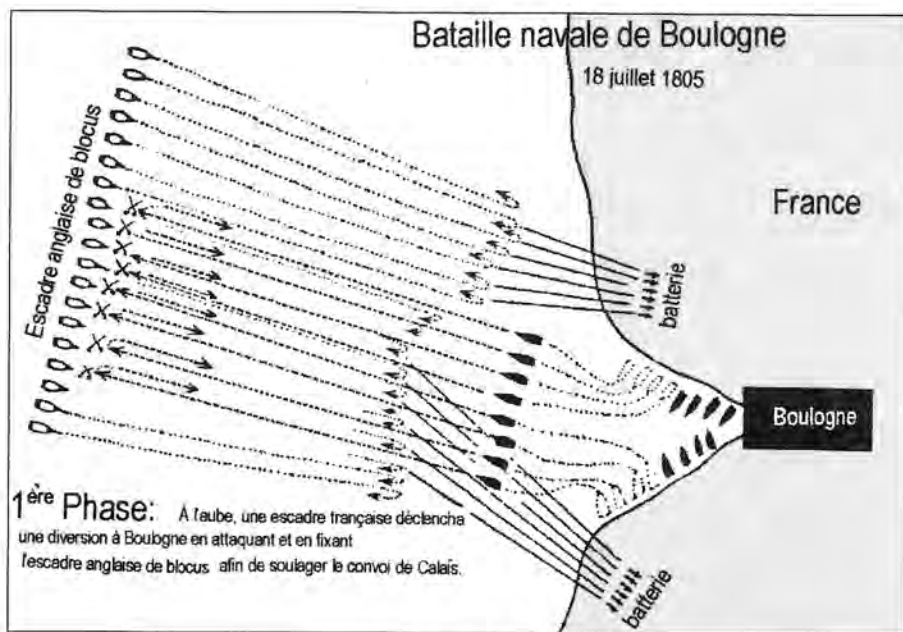 Bataille navale de Boulogne
18 juillet 1805
Escadre anglaise de blocus
France
batterie
Boulogne
batterie
1ère Phase: À l'aube, une escadre française déclencha
une diversion à Boulogne en attaquant et en fixant
l'escadre anglaise de blocus afin de soulager le convoi de Calais.